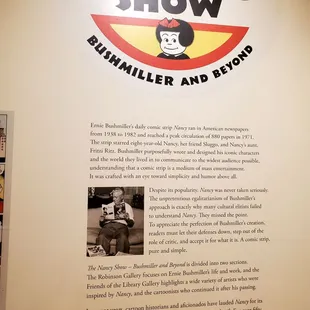 SHOW
BUSHMILLER AND BEYOND
Ernie Bushmiller's daily comic strip Nancy ran in American newspapers
from 1938 to 1982 and reached a peak circulation of 880 papers in 1971.
The strip starred eight-year-old Nancy, her friend Sluggo, and Nancy's aunt,
Fritzi Ritz. Bushmiller purposefully wrote and designed his iconic characters
and the world they lived in to communicate to the widest audience possible,
understanding that a comic strip is a medium of mass entertainment.
It was crafted with an eye toward simplicity and humor above all.
Despite its popularity, Nancy was never taken seriously.
The unpretentious egalitarianism of Bushmiller's
approach is exactly why many cultural elites failed
to understand Nancy. They missed the point.
To appreciate the perfection of Bushmiller's creation,
readers must let their defenses down, step out of the
role of critic, and accept it for what it is. A comic strip,
pure and simple.
The Nancy Show – Bushmiller and Beyond is divided into two sections.
The Robinson Gallery focuses on Ernie Bushmiller's life and work, and the
Friends of the Library Gallery highlights a wide variety of artists who were
inspired by Nancy, and the cartoonists who continued it after his passing.
cartoon historians and aficionados have lauded Nancy for its